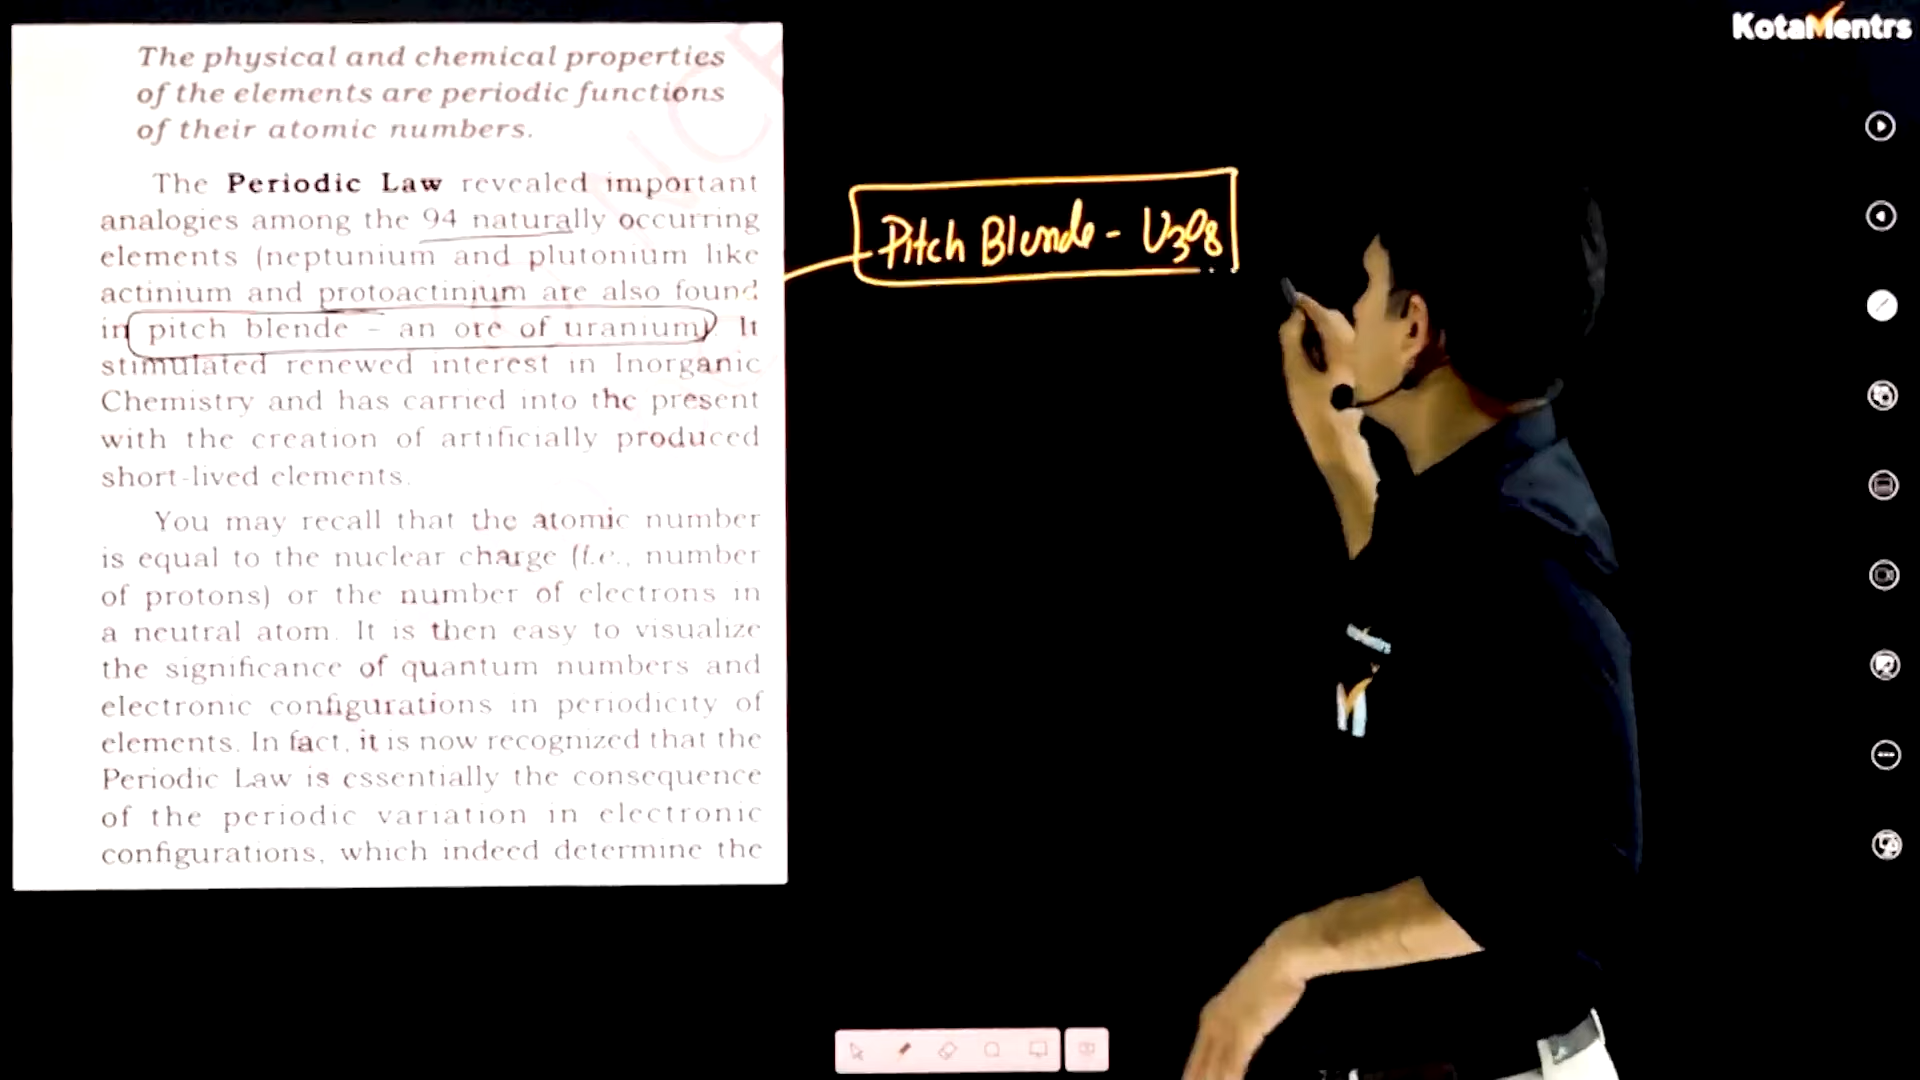 KotaMentrs
The physical and chemical properties
of the elements are periodic functions
of their atomic numbers.
The Periodic Law revealed important
analogies among the 94 naturally occurring
elements (neptunium and plutonium like
actinium and protoactinium are also found
in pitch blende – an ore of uranium). It
stimulated renewed interest in Inorganic
Chemistry and has carried into the present
with the creation of artificially produced
short-lived elements.
You may recall that the atomic number
is equal to the nuclear charge (i.e., number
of protons) or the number of electrons in
a neutral atom. It is then easy to visualize
the significance of quantum numbers and
electronic configurations in periodicity of
elements. In fact, it is now recognized that the
Periodic Law is essentially the consequence
of the periodic variation in electronic
configurations, which indeed determine the
Pitch Blende - U3O8